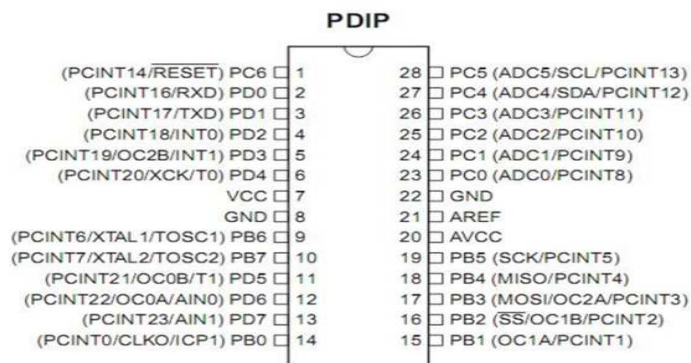 PDIP
(PCINT14/RESET) PC6 1 28 PC5 (ADC5/SCL/PCINT13)
(PCINT16/RXD) PD0 2 27 PC4 (ADC4/SDA/PCINT12)
(PCINT17/TXD) PD1 3 26 PC3 (ADC3/PCINT11)
(PCINT18/INT0) PD2 4 25 PC2 (ADC2/PCINT10)
(PCINT19/OC2B/INT1) PD3 5 24 PC1 (ADC1/PCINT9)
(PCINT20/XCK/T0) PD4 6 23 PC0 (ADC0/PCINT8)
VCC 7 22 GND
GND 8 21 AREF
(PCINT6/XTAL1/TOSC1) PB6 9 20 AVCC
(PCINT7/XTAL2/TOSC2) PB7 10 19 PB5 (SCK/PCINT5)
(PCINT21/OC0B/T1) PD5 11 18 PB4 (MISO/PCINT4)
(PCINT22/OC0A/AIN0) PD6 12 17 PB3 (MOSI/OC2A/PCINT3)
(PCINT23/AIN1) PD7 13 16 PB2 (SS/OC1B/PCINT2)
(PCINT0/CLKO/ICP1) PB0 14 15 PB1 (OC1A/PCINT1)